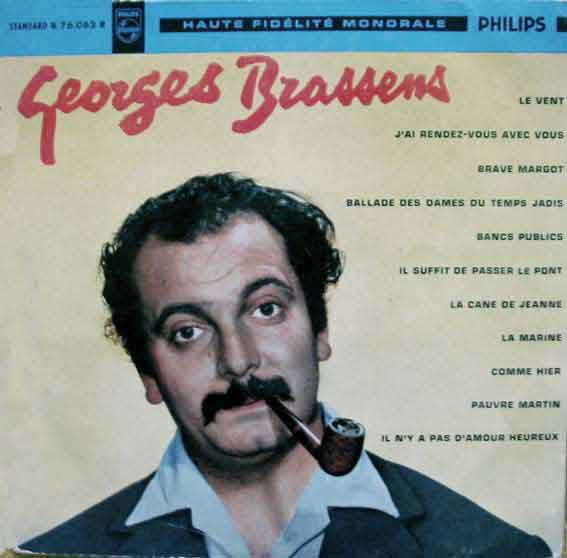 STANDARD N 76.063 R
PHILIPS
HAUTE FIDÉLITÉ MONORALE
PHILIPS
Georges Brassens
LE VENT
J'AI RENDEZ-VOUS AVEC VOUS
BRAVE MARGOT
BALLADE DES DAMES DU TEMPS JADIS
BANCS PUBLICS
IL SUFFIT DE PASSER LE PONT
LA CANE DE JEANNE
LA MARINE
COMME HIER
PAUVRE MARTIN
IL N'Y A PAS D'AMOUR HEUREUX